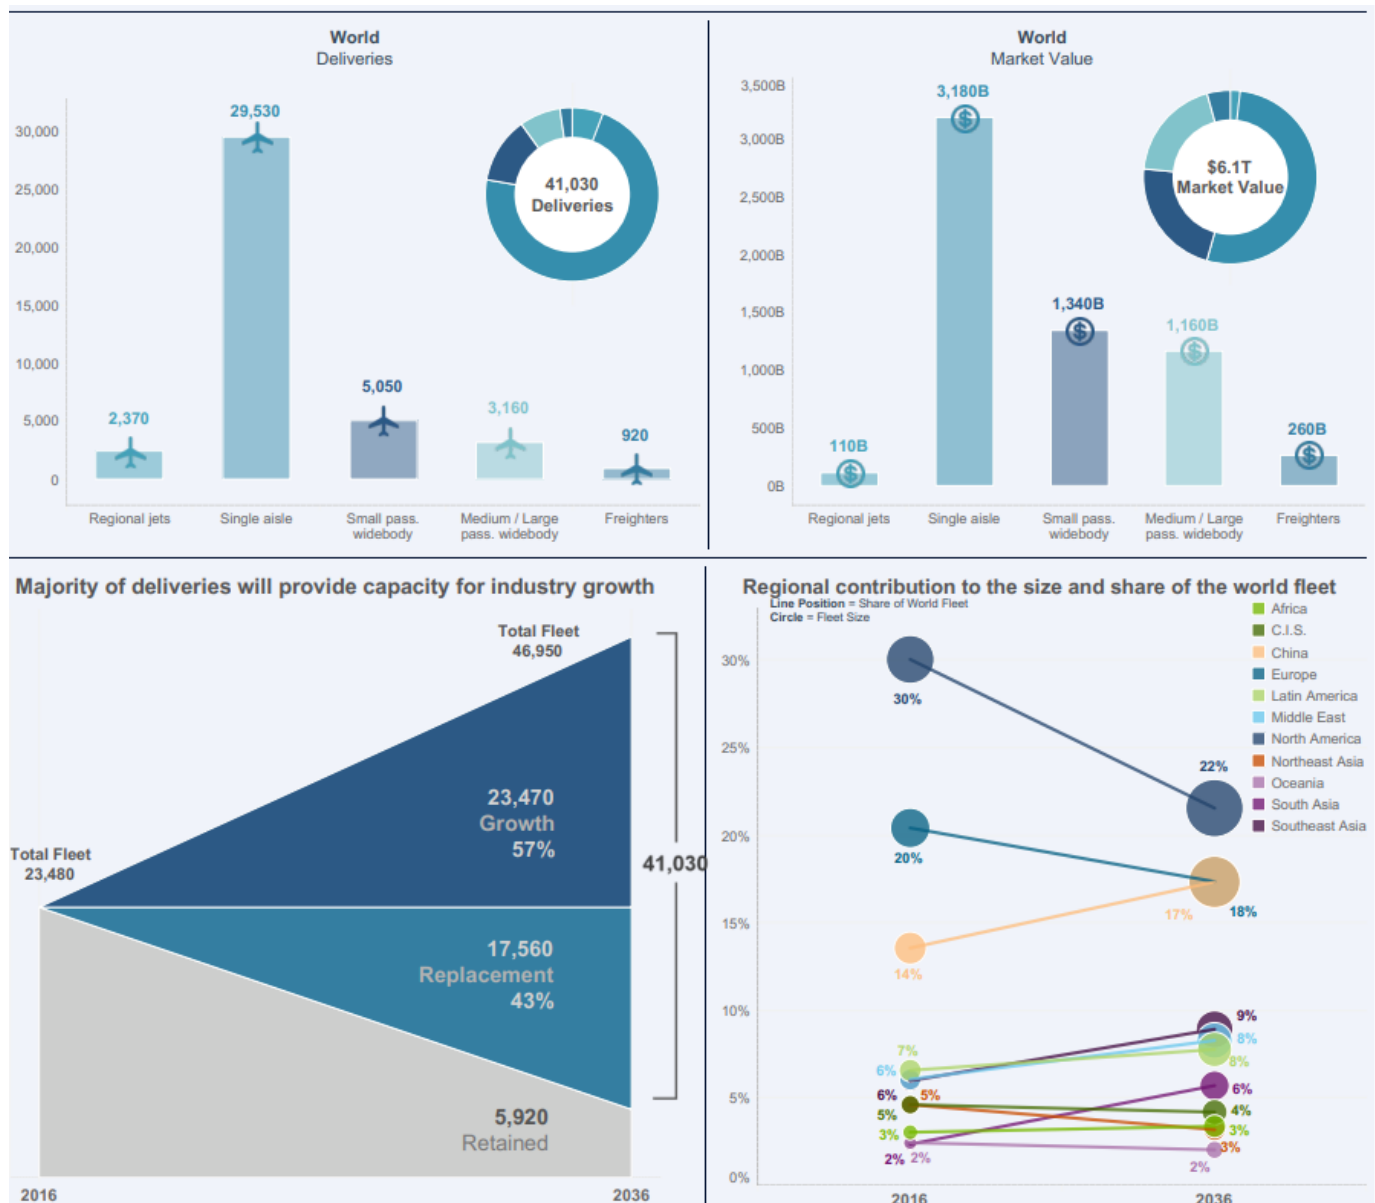 World
Deliveries
30,000
25,000
20,000
15,000
10,000
5,000
0
2,370
29,530
5,050
3,160
920
41,030
Deliveries
Regional jets
Single aisle
Small pass.
widebody
Medium / Large
pass. widebody
Freighters
World
Market Value
3,500B
3,000B
2,500B
2,000B
1,500B
1,000B
500B
0B
110B
3,180B
1,340B
1,160B
260B
$6.1T
Market Value
Regional jets
Single aisle
Small pass.
widebody
Medium / Large
pass. widebody
Freighters
Majority of deliveries will provide capacity for industry growth
Total Fleet
46,950
Total Fleet
23,480
23,470
Growth
57%
41,030
17,560
Replacement
43%
5,920
Retained
2016
2036
Regional contribution to the size and share of the world fleet
Line Position = Share of World Fleet
Circle = Fleet Size
Africa
C.I.S.
China
Europe
Latin America
Middle East
North America
Northeast Asia
Oceania
South Asia
Southeast Asia
30%
25%
20%
15%
10%
5%
0%
30%
22%
20%
18%
14%
17%
7%
6%
6%
5%
5%
3%
2%
2%
9%
8%
8%
6%
4%
3%
3%
2%
2016
2036